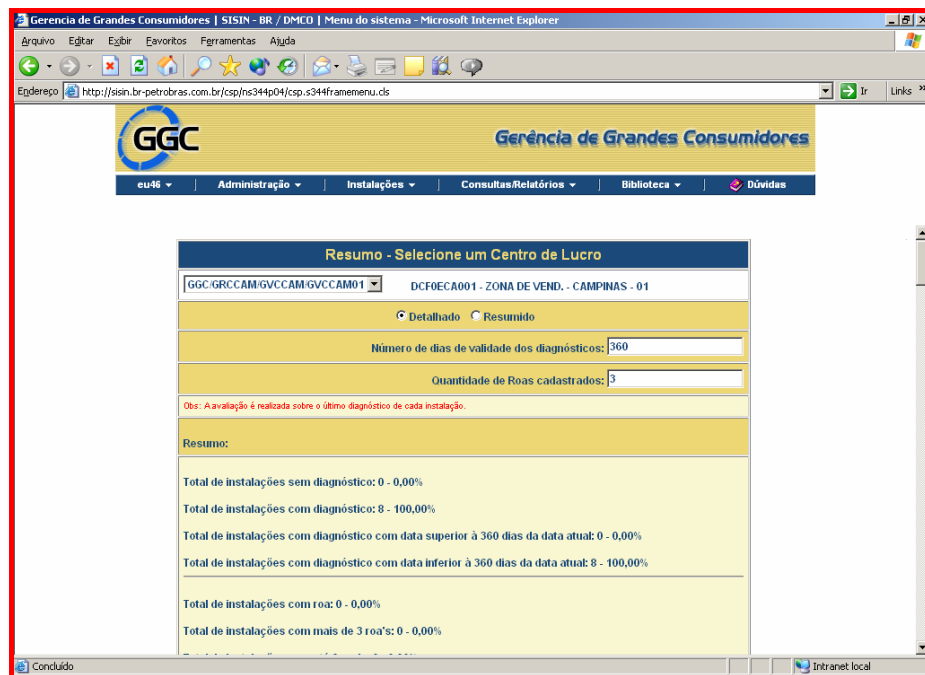 Gerencia de Grandes Consumidores | SISIN - BR / DMCO | Menu do sistema - Microsoft Internet Explorer
Arquivo Editar Exibir Favoritos Ferramentas Ajuda
Endereço http://sisin.br-petrobras.com.br/csp/ns344p04/csp.s344framemenu.cls Ir Links »
GGC Gerência de Grandes Consumidores
eu46 | Administração | Instalações | Consultas/Relatórios | Biblioteca | Dúvidas
Resumo - Selecione um Centro de Lucro
GGC/GRCCAM/GVCCAM/GVCCAM01 DCF0ECA001 - ZONA DE VEND. - CAMPINAS - 01
Detalhado Resumido
Número de dias de validade dos diagnósticos: 360
Quantidade de Roas cadastrados: 3
Obs: A avaliação é realizada sobre o último diagnóstico de cada instalação.
Resumo:
Total de instalações sem diagnóstico: 0 - 0,00%
Total de instalações com diagnóstico: 8 - 100,00%
Total de instalações com diagnóstico com data superior à 360 dias da data atual: 0 - 0,00%
Total de instalações com diagnóstico com data inferior à 360 dias da data atual: 8 - 100,00%
Total de instalações com roa: 0 - 0,00%
Total de instalações com mais de 3 roa's: 0 - 0,00%
Concluído Intranet local